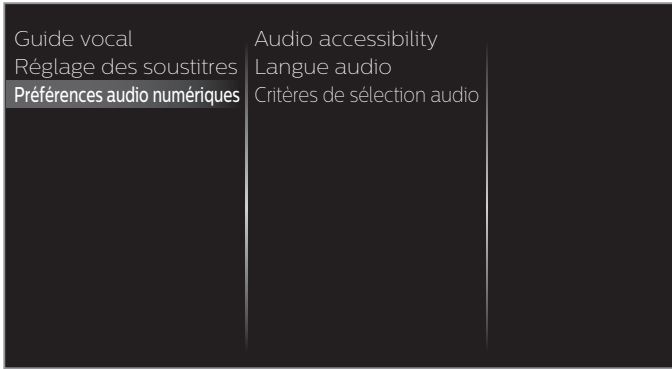 Guide vocal
Réglage des soustitres
Préférences audio numériques
Audio accessibility
Langue audio
Critères de sélection audio